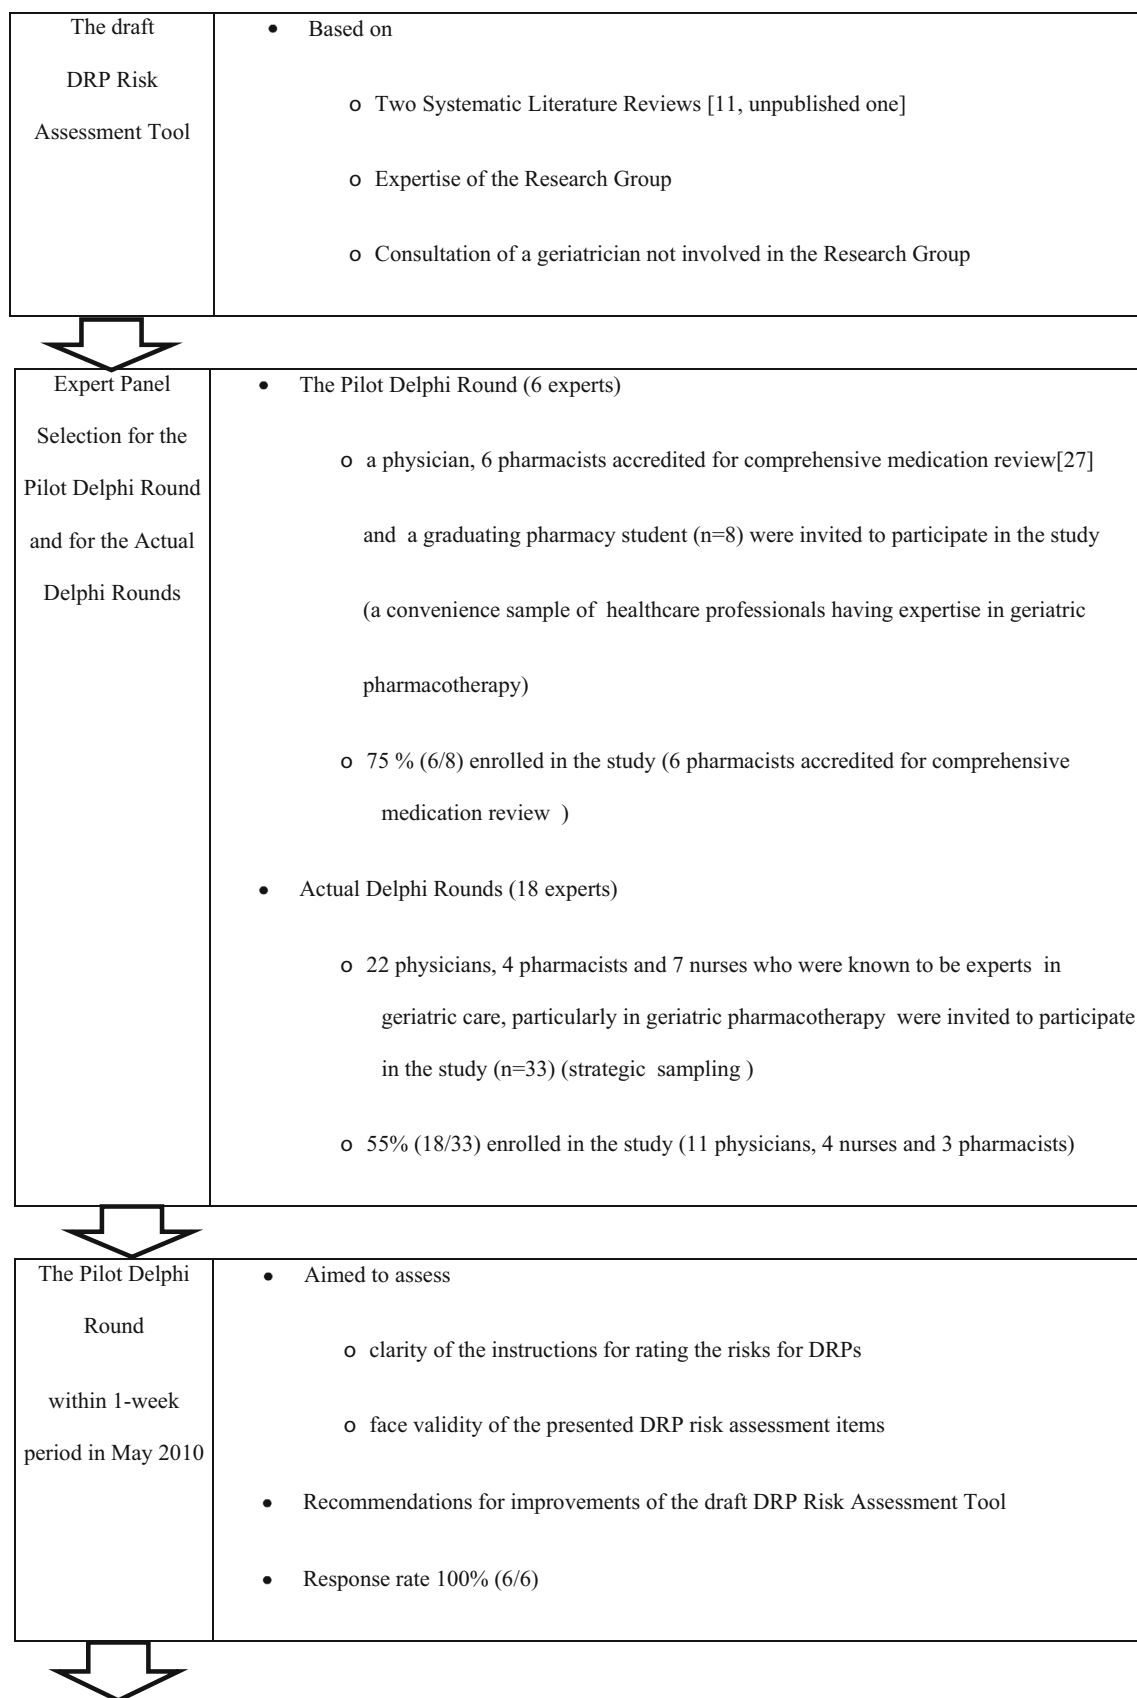 The draft
DRP Risk
Assessment Tool
• Based on
o Two Systematic Literature Reviews [11, unpublished one]
o Expertise of the Research Group
o Consultation of a geriatrician not involved in the Research Group
Expert Panel
Selection for the
Pilot Delphi Round
and for the Actual
Delphi Rounds
• The Pilot Delphi Round (6 experts)
o a physician, 6 pharmacists accredited for comprehensive medication review[27]
and a graduating pharmacy student (n=8) were invited to participate in the study
(a convenience sample of healthcare professionals having expertise in geriatric
pharmacotherapy)
o 75 % (6/8) enrolled in the study (6 pharmacists accredited for comprehensive
medication review )
• Actual Delphi Rounds (18 experts)
o 22 physicians, 4 pharmacists and 7 nurses who were known to be experts in
geriatric care, particularly in geriatric pharmacotherapy were invited to participate
in the study (n=33) (strategic sampling )
o 55% (18/33) enrolled in the study (11 physicians, 4 nurses and 3 pharmacists)
The Pilot Delphi
Round
within 1-week
period in May 2010
• Aimed to assess
o clarity of the instructions for rating the risks for DRPs
o face validity of the presented DRP risk assessment items
• Recommendations for improvements of the draft DRP Risk Assessment Tool
• Response rate 100% (6/6)